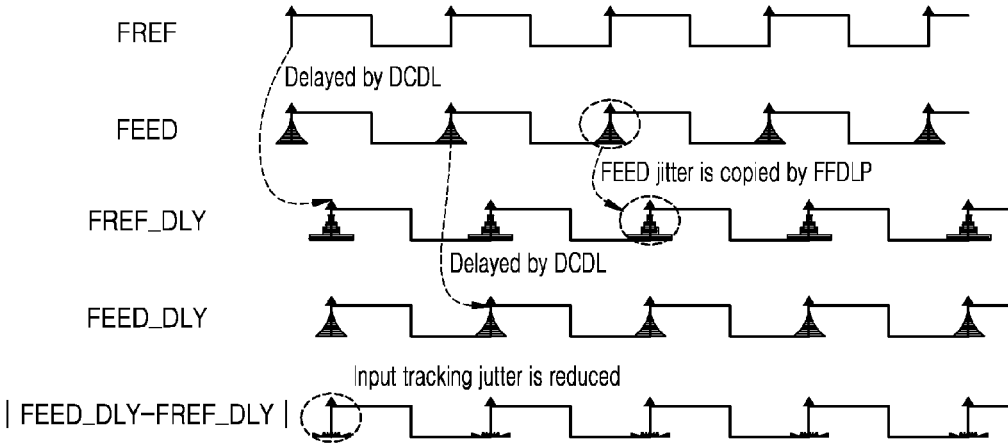 FREF
Delayed by DCDL
FEED
FEED jitter is copied by FFDLP
FREF_DLY
Delayed by DCDL
FEED_DLY
Input tracking jutter is reduced
| FEED_DLY-FREF_DLY |